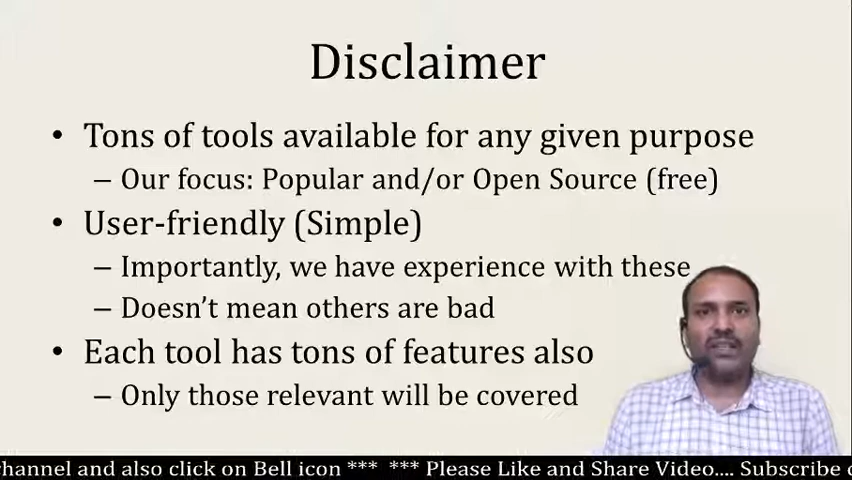 Disclaimer
• Tons of tools available for any given purpose
– Our focus: Popular and/or Open Source (free)
• User-friendly (Simple)
– Importantly, we have experience with these
– Doesn't mean others are bad
• Each tool has tons of features also
– Only those relevant will be covered
channel and also click on Bell icon *** *** Please Like and Share Video.... Subscribe